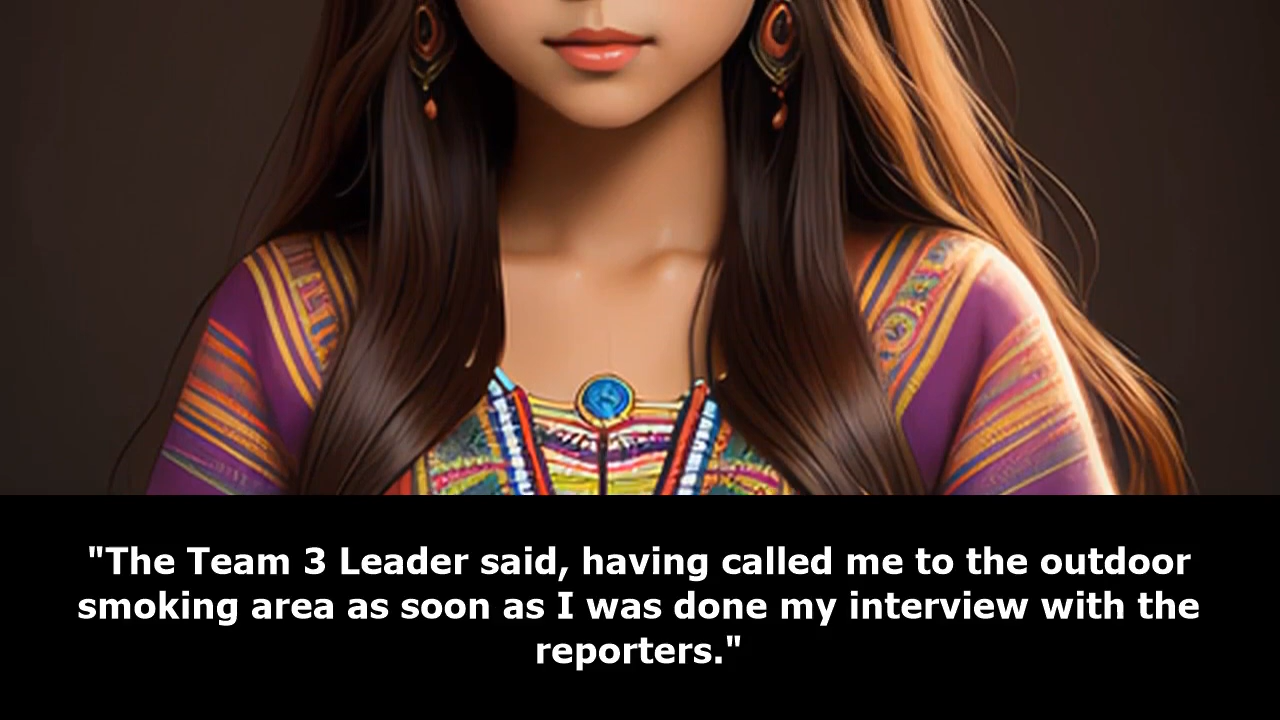 "The Team 3 Leader said, having called me to the outdoor
smoking area as soon as I was done my interview with the
reporters."